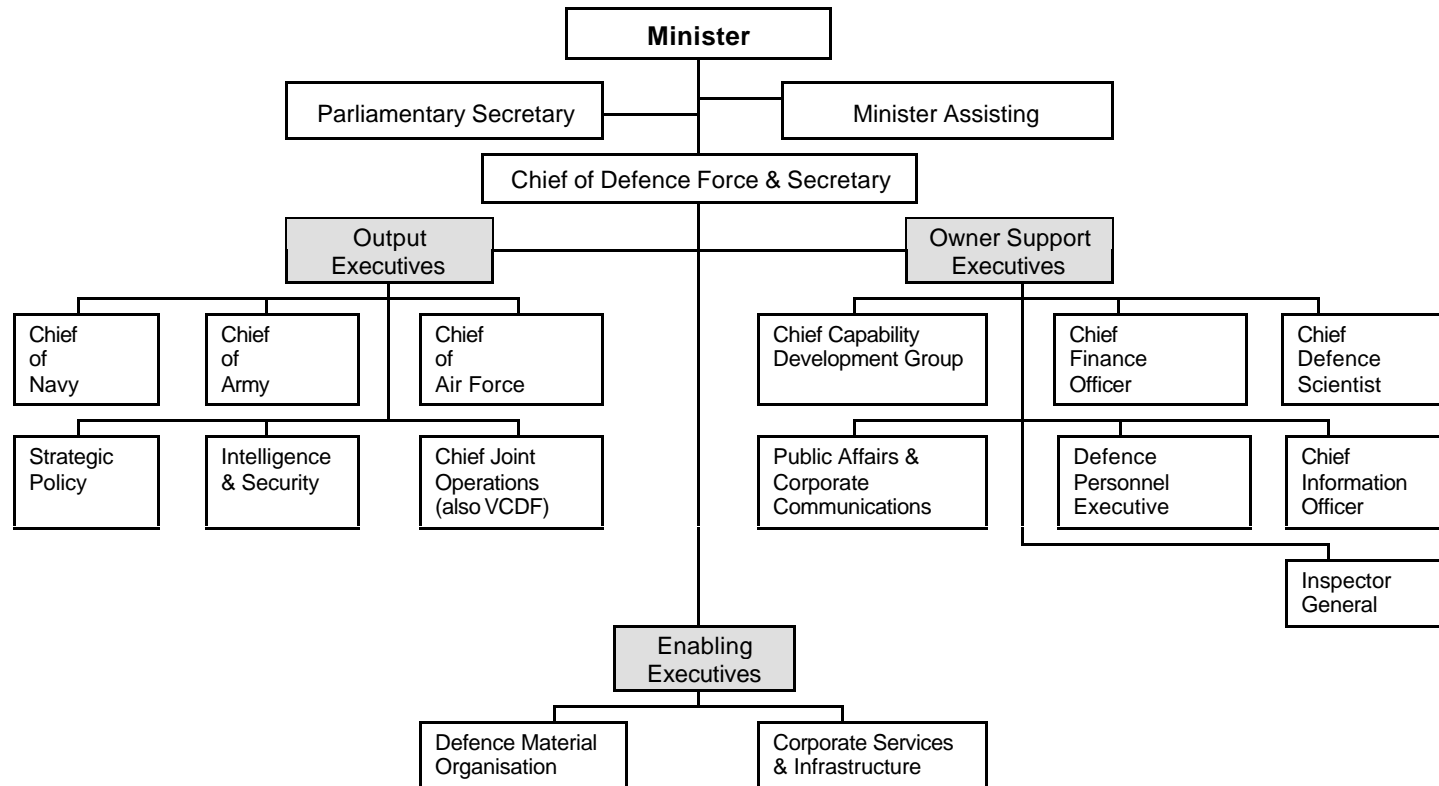 Minister
Parliamentary Secretary
Minister Assisting
Chief of Defence Force & Secretary
Output
Executives
Owner Support
Executives
Chief
of
Navy
Chief
of
Army
Chief
of
Air Force
Chief Capability
Development Group
Chief
Finance
Officer
Chief
Defence
Scientist
Strategic
Policy
Intelligence
& Security
Chief Joint
Operations
(also VCDF)
Public Affairs &
Corporate
Communications
Defence
Personnel
Executive
Chief
Information
Officer
Inspector
General
Enabling
Executives
Defence Material
Organisation
Corporate Services
& Infrastructure